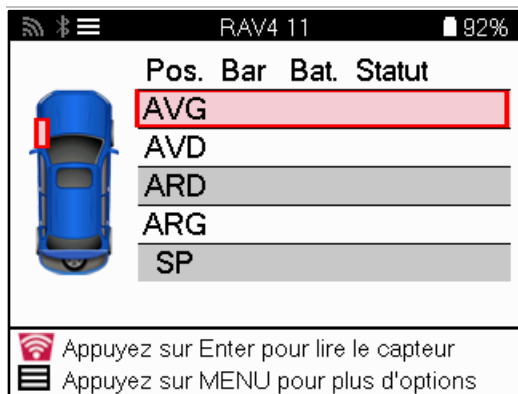 RAV4 11 92%
Pos. Bar Bat. Statut
AVG
AVD
ARD
ARG
SP
Appuyez sur Enter pour lire le capteur
Appuyez sur MENU pour plus d'options